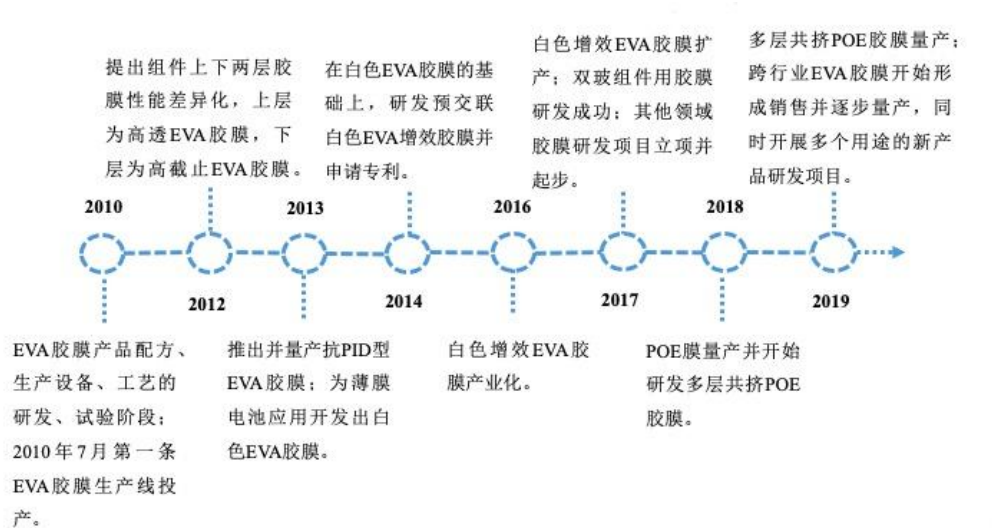 提出组件上下两层胶
膜性能差异化，上层
为高透EVA胶膜，下
层为高截止EVA胶膜。
在白色EVA胶膜的基
础上，研发预交联
白色EVA增效胶膜并
申请专利。
白色增效EVA胶膜扩
产；双玻组件用胶膜
研发成功；其他领域
胶膜研发项目立项并
起步。
多层共挤POE胶膜量产；
跨行业EVA胶膜开始形
成销售并逐步量产，同
时开展多个用途的新产
品研发项目。
2010
2013
2016
2018
2012
2014
2017
2019
EVA胶膜产品配方、
生产设备、工艺的
研发、试验阶段；
2010年7月第一条
EVA胶膜生产线投
产。
推出并量产抗PID型
EVA胶膜；为薄膜
电池应用开发出白
色EVA胶膜。
白色增效EVA胶
膜产业化。
POE膜量产并开始
研发多层共挤POE
胶膜。